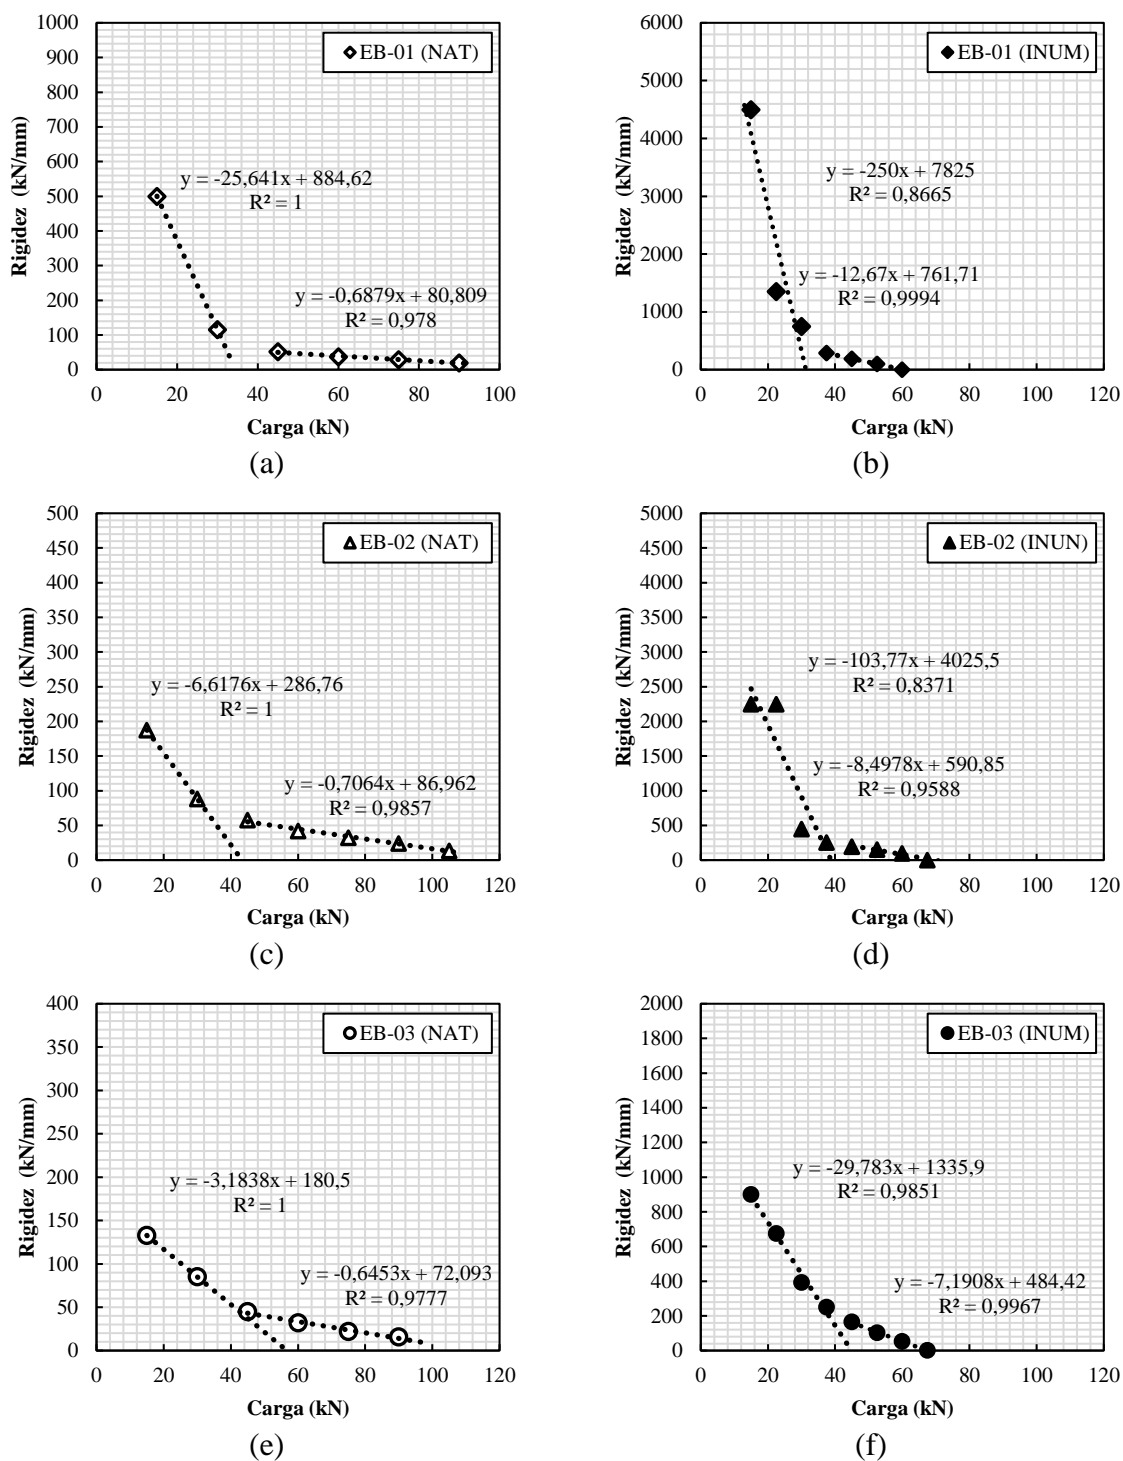 EB-01 (NAT)
1000
900
800
700
600
500
400
300
200
100
0
Rigidez (kN/mm)
y = -25,641x + 884,62
R² = 1
y = -0,6879x + 80,809
R² = 0,978
0 20 40 60 80 100
Carga (kN)
(a)
EB-01 (INUM)
6000
5000
4000
3000
2000
1000
0
Rigidez (kN/mm)
y = -250x + 7825
R² = 0,8665
y = -12,67x + 761,71
R² = 0,9994
0 20 40 60 80 100 120
Carga (kN)
(b)
EB-02 (NAT)
500
450
400
350
300
250
200
150
100
50
0
Rigidez (kN/mm)
y = -6,6176x + 286,76
R² = 1
y = -0,7064x + 86,962
R² = 0,9857
0 20 40 60 80 100 120
Carga (kN)
(c)
EB-02 (INUN)
5000
4500
4000
3500
3000
2500
2000
1500
1000
500
0
Rigidez (kN/mm)
y = -103,77x + 4025,5
R² = 0,8371
y = -8,4978x + 590,85
R² = 0,9588
0 20 40 60 80 100 120
Carga (kN)
(d)
EB-03 (NAT)
400
350
300
250
200
150
100
50
0
Rigidez (kN/mm)
y = -3,1838x + 180,5
R² = 1
y = -0,6453x + 72,093
R² = 0,9777
0 20 40 60 80 100 120
Carga (kN)
(e)
EB-03 (INUM)
2000
1800
1600
1400
1200
1000
800
600
400
200
0
Rigidez (kN/mm)
y = -29,783x + 1335,9
R² = 0,9851
y = -7,1908x + 484,42
R² = 0,9967
0 20 40 60 80 100 120
Carga (kN)
(f)